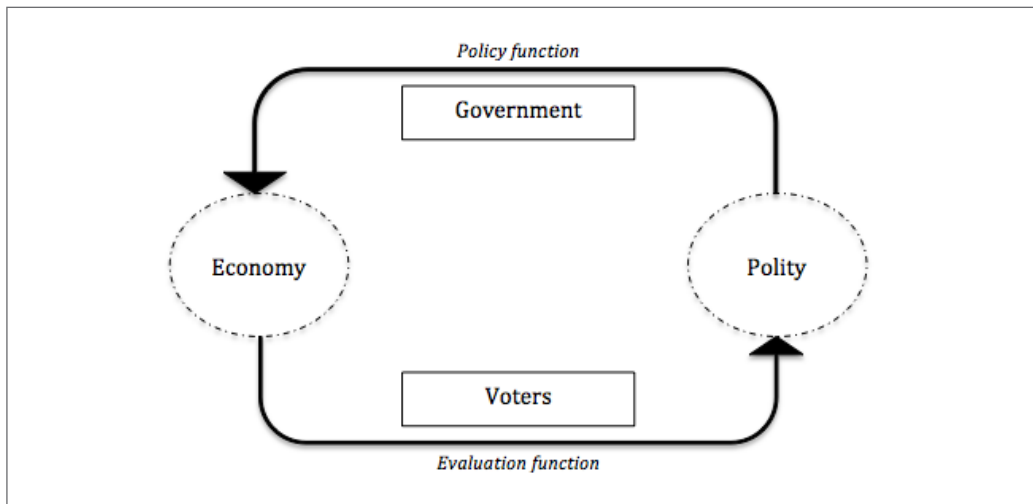 Policy function
Government
Economy
Polity
Voters
Evaluation function